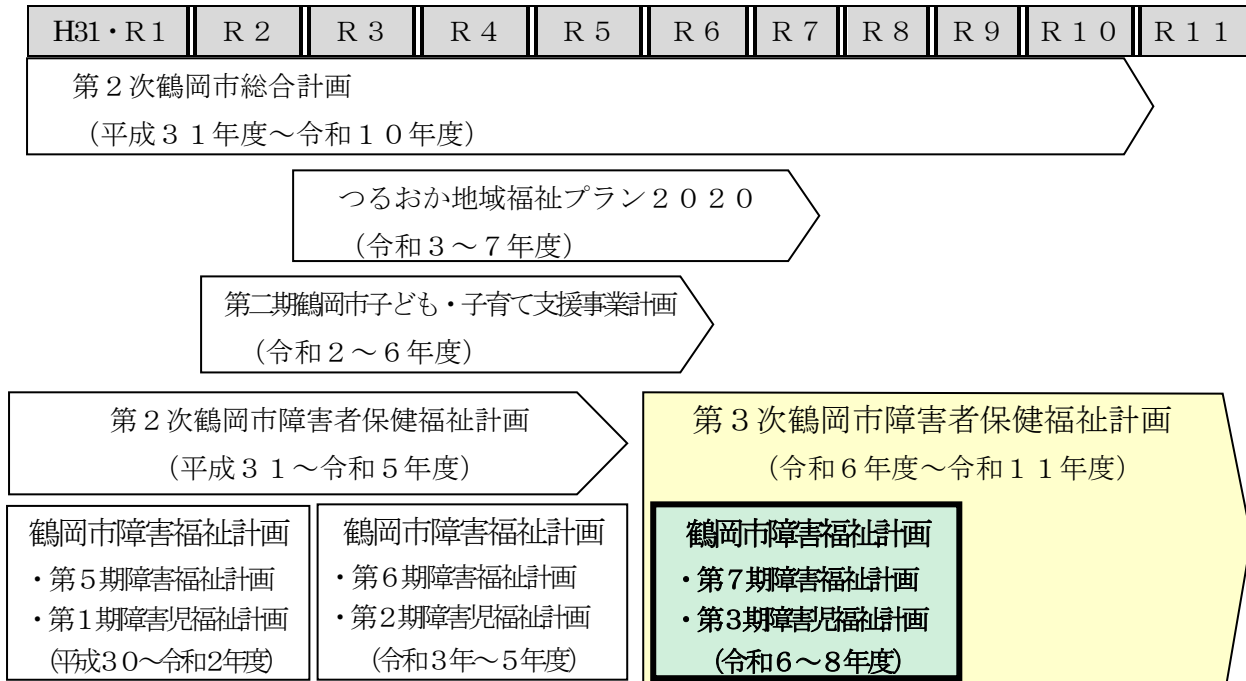 H31・R１ R２ R３ R４ R５ R６ R７ R８ R９ R１０ R１１
第２次鶴岡市総合計画
（平成３１年度～令和１０年度）
つるおか地域福祉プラン２０２０
（令和３～７年度）
第二期鶴岡市子ども・子育て支援事業計画
（令和２～６年度）
第２次鶴岡市障害者保健福祉計画
（平成３１～令和５年度）
第３次鶴岡市障害者保健福祉計画
（令和６年度～令和１１年度）
鶴岡市障害福祉計画
・第５期障害福祉計画
・第１期障害児福祉計画
（平成３０～令和２年度）
鶴岡市障害福祉計画
・第６期障害福祉計画
・第２期障害児福祉計画
（令和３年～５年度）
鶴岡市障害福祉計画
・第７期障害福祉計画
・第３期障害児福祉計画
（令和６～８年度）